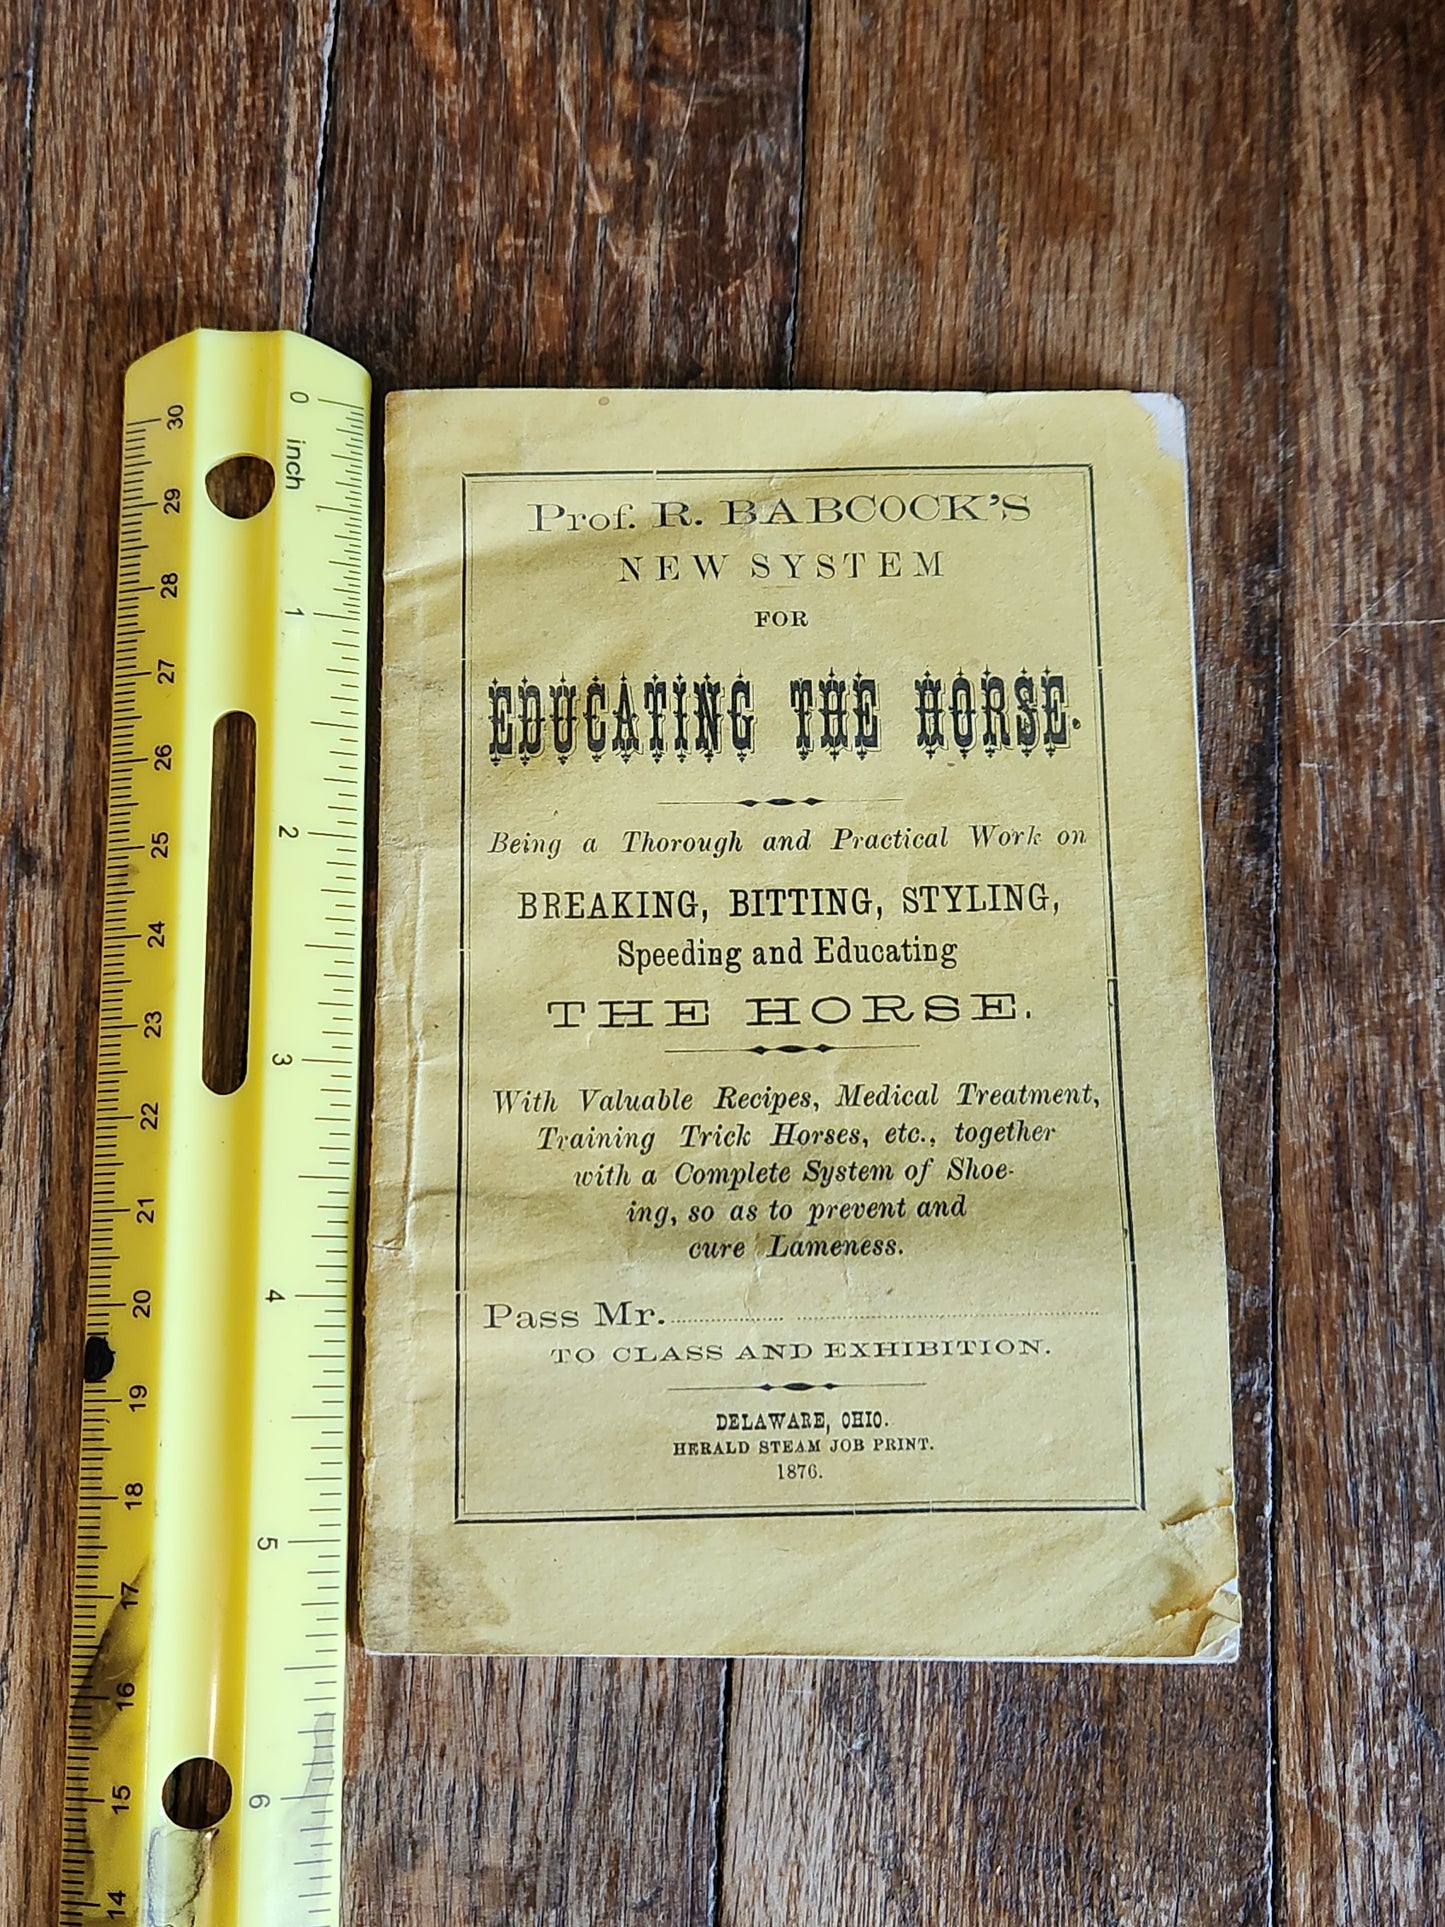 Prof. R. BABCOCK'S
NEW SYSTEM
FOR
EDUCATING THE HORSE.
Being a Thorough and Practical Work on
BREAKING, BITTING, STYLING,
Speeding and Educating
THE HORSE.
With Valuable Recipes, Medical Treatment,
Training Trick Horses, etc., together
with a Complete System of Shoe-
ing, so as to prevent and
cure Lameness.
Pass Mr.
TO CLASS AND EXHIBITION.
DELAWARE, OHIO.
HERALD STEAM JOB PRINT.
1876.
0
inch
1
2
3
4
5
6
30
29
28
27
26
25
24
23
22
21
20
19
18
17
16
15
14